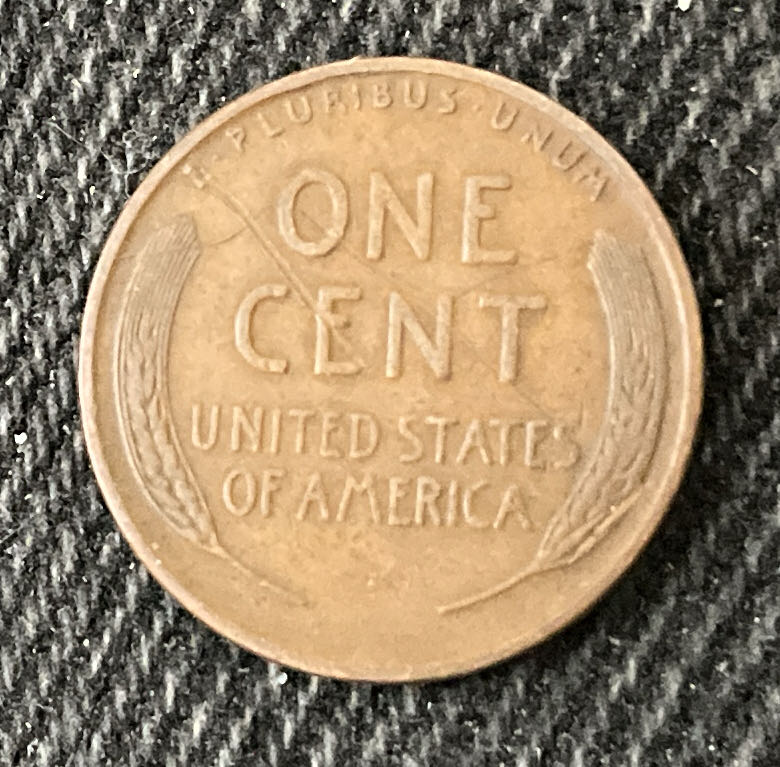 E · PLURIBUS · UNUM
ONE
CENT
UNITED STATES
OF AMERICA